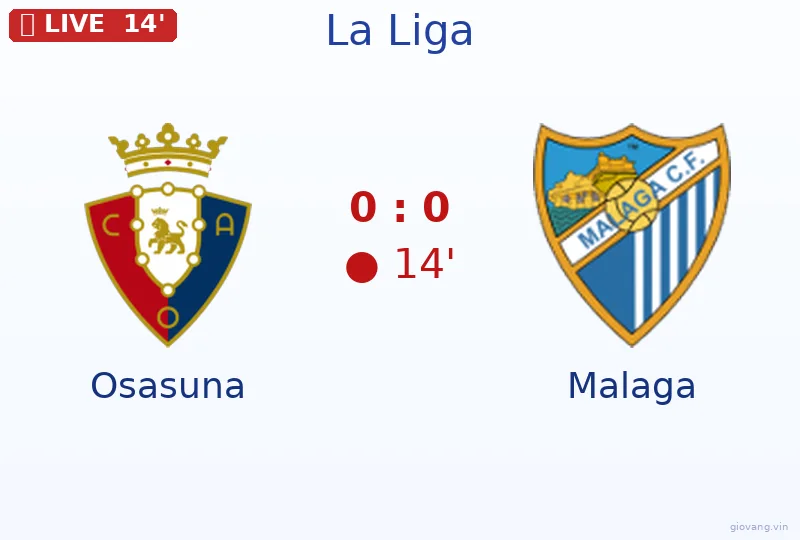 LIVE 14'
La Liga
0 : 0
14'
C A
O
MALAGA C.F.
Osasuna
Malaga
giovang.vin